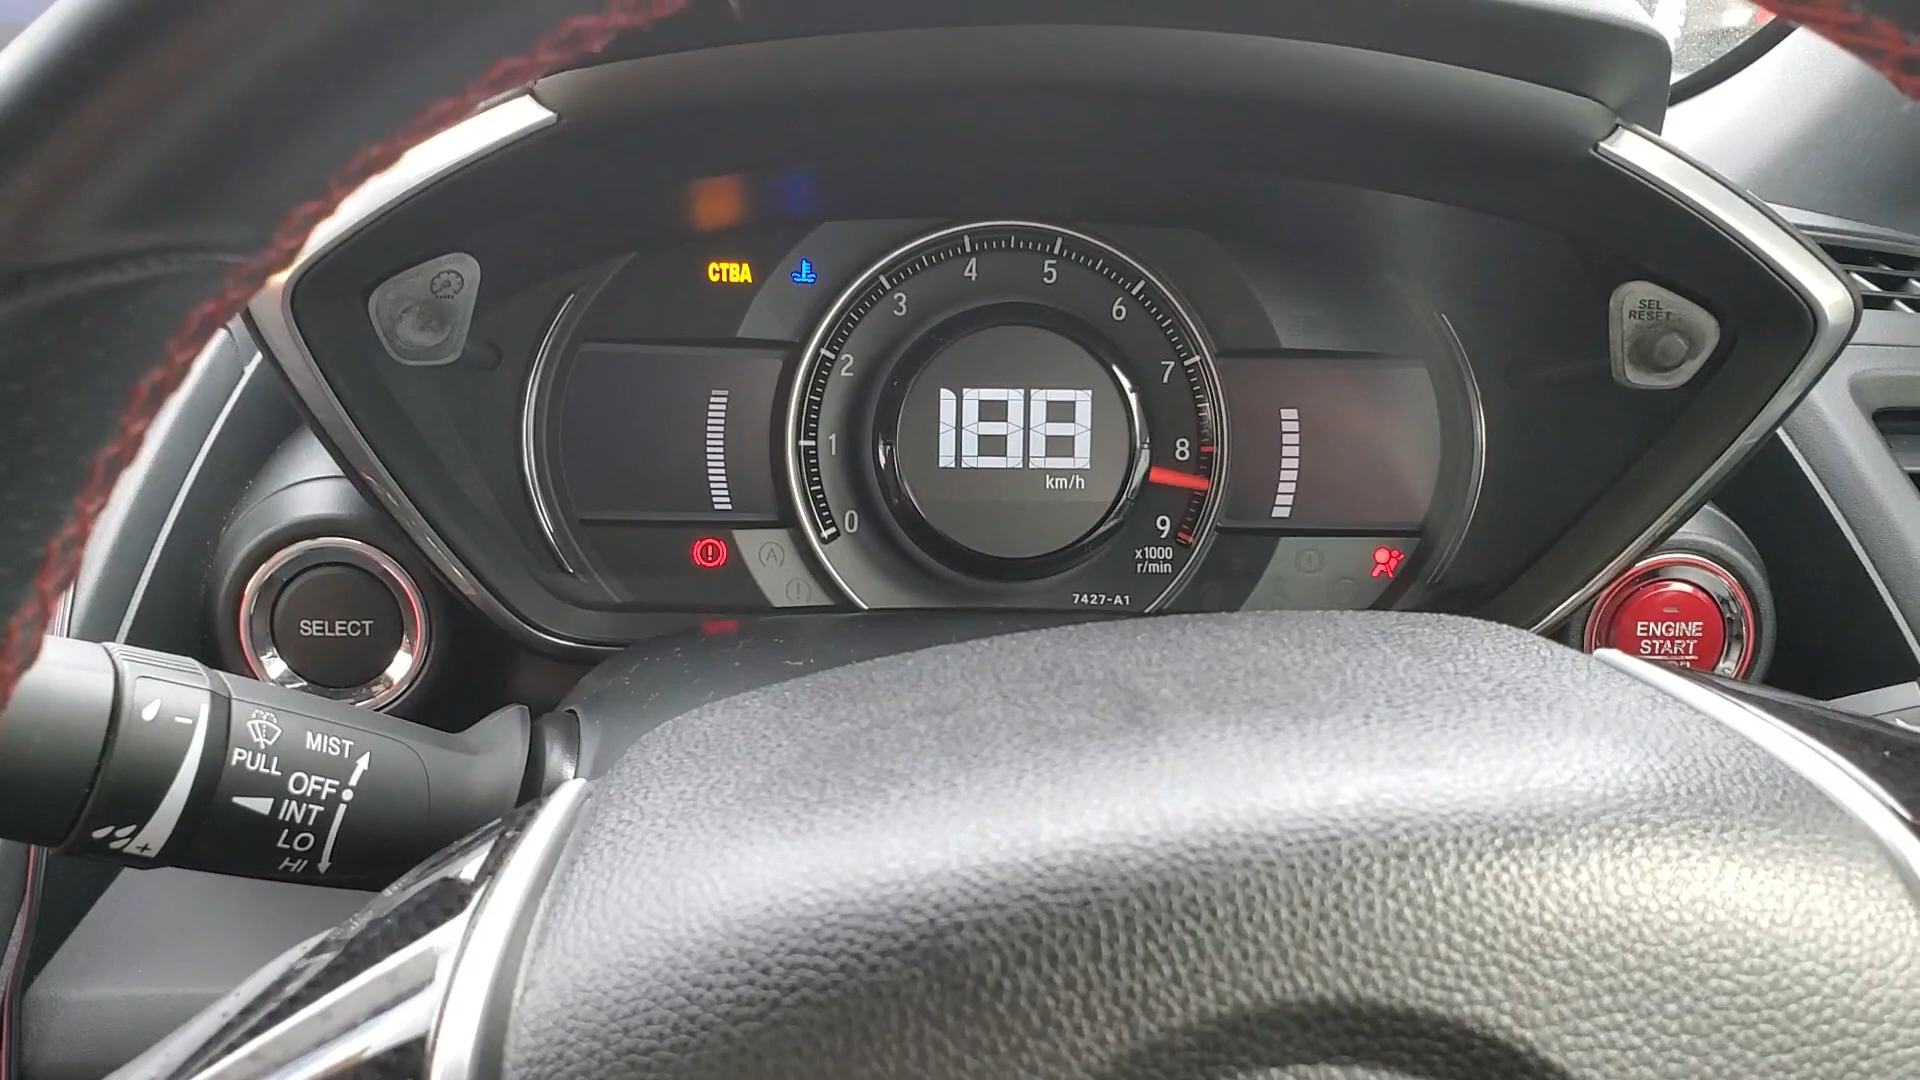 CTBA
0
1
2
3
4
5
6
7
8
9
188
km/h
x1000
r/min
7427-A1
A
SEL
RESET
SELECT
ENGINE
START
MIST
PULL
OFF
INT
LO
HI